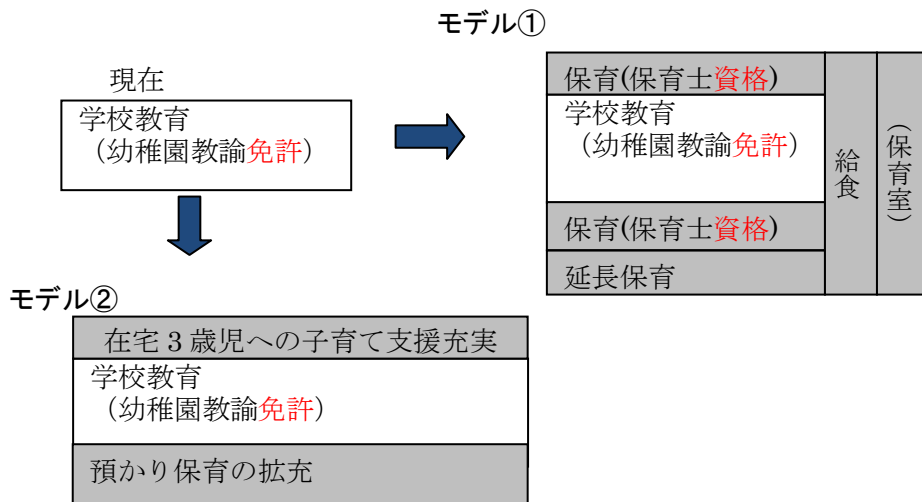 モデル①
現在
学校教育
（幼稚園教諭免許）
保育(保育士資格)
学校教育
（幼稚園教諭免許）
保育(保育士資格)
延長保育
給食
（保育室）
モデル②
在宅３歳児への子育て支援充実
学校教育
（幼稚園教諭免許）
預かり保育の拡充